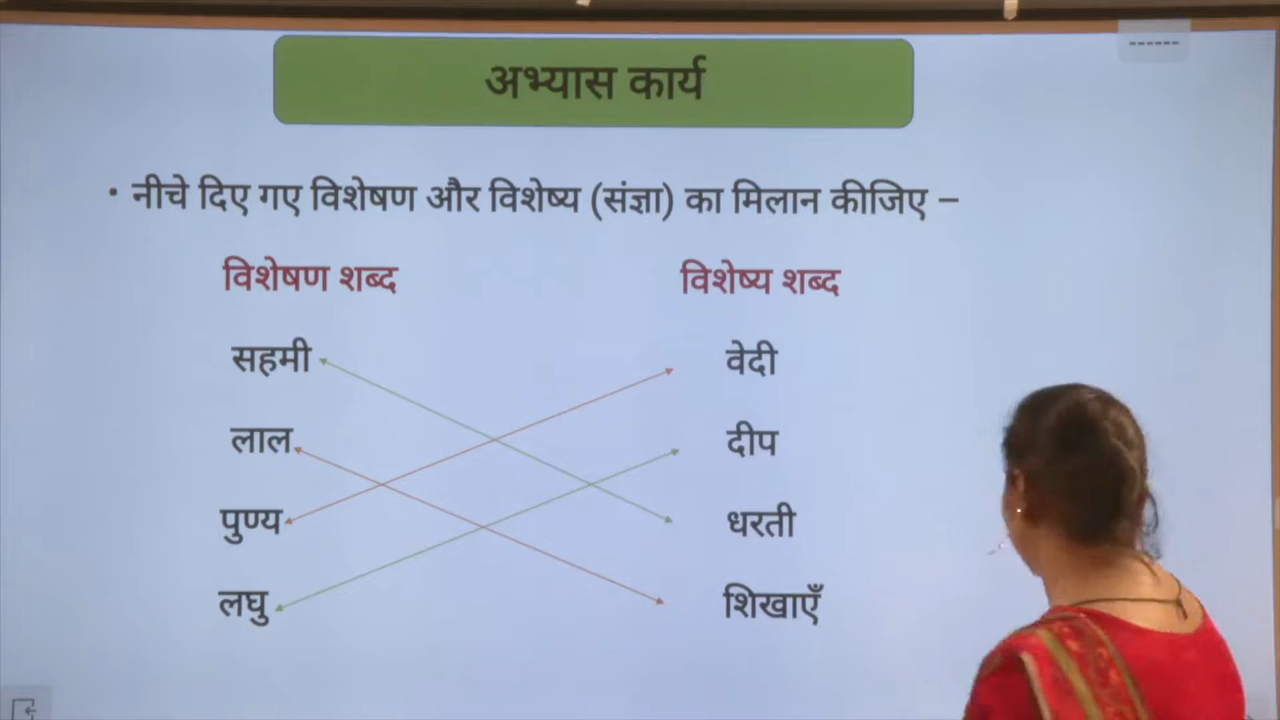 अभ्यास कार्य
• नीचे दिए गए विशेषण और विशेष्य (संज्ञा) का मिलान कीजिए –
विशेषण शब्द विशेष्य शब्द
सहमी वेदी
लाल दीप
पुण्य धरती
लघु शिखाएँ